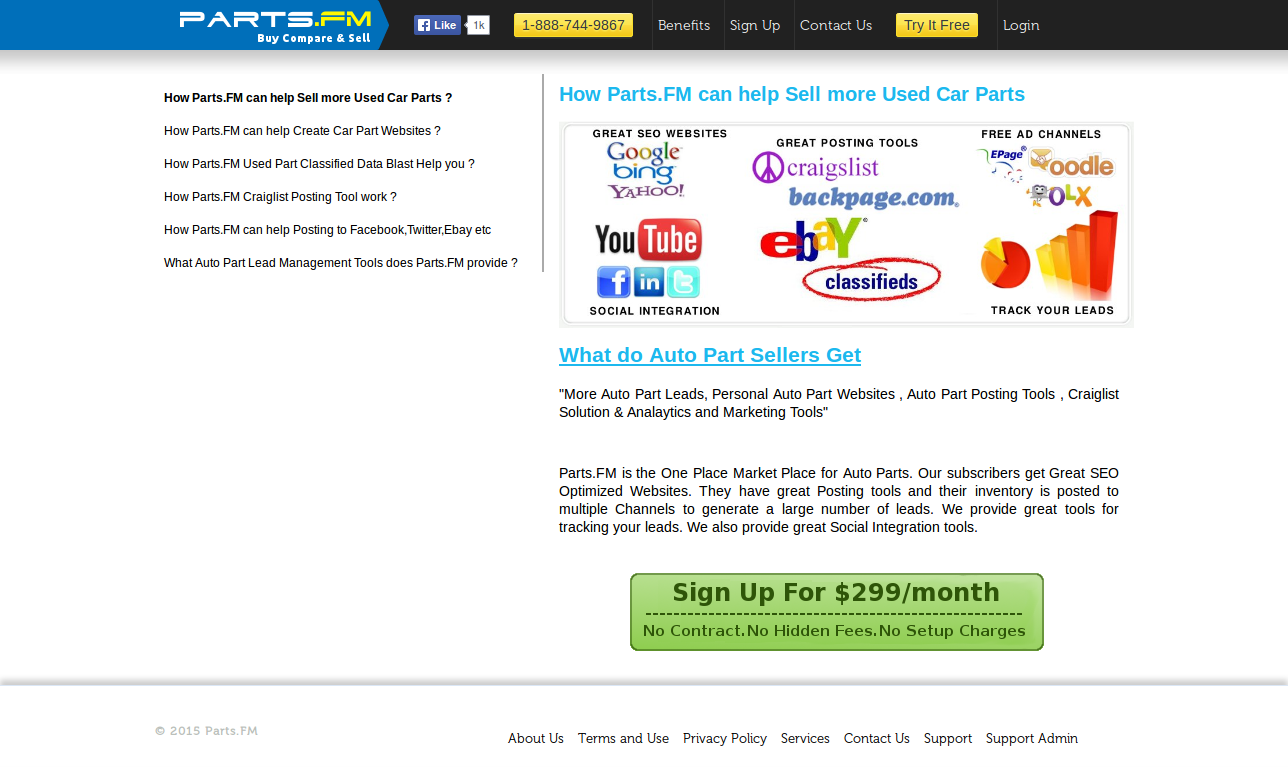 PARTS.FM
Buy Compare & Sell
Like
1k
1-888-744-9867
Benefits
Sign Up
Contact Us
Try It Free
Login
How Parts.FM can help Sell more Used Car Parts ?
How Parts.FM can help Create Car Part Websites ?
How Parts.FM Used Part Classified Data Blast Help you ?
How Parts.FM Craiglist Posting Tool work ?
How Parts.FM can help Posting to Facebook,Twitter,Ebay etc
What Auto Part Lead Management Tools does Parts.FM provide ?
How Parts.FM can help Sell more Used Car Parts
GREAT SEO WEBSITES
Google
bing
YAHOO!
YouTube
f in t
SOCIAL INTEGRATION
GREAT POSTING TOOLS
craigslist
backpage.com
ebaY
classifieds
FREE AD CHANNELS
EPage
oodle
OLX
TRACK YOUR LEADS
What do Auto Part Sellers Get
"More Auto Part Leads, Personal Auto Part Websites , Auto Part Posting Tools , Craiglist
Solution & Analaytics and Marketing Tools"
Parts.FM is the One Place Market Place for Auto Parts. Our subscribers get Great SEO
Optimized Websites. They have great Posting tools and their inventory is posted to
multiple Channels to generate a large number of leads. We provide great tools for
tracking your leads. We also provide great Social Integration tools.
Sign Up For $299/month
No Contract.No Hidden Fees.No Setup Charges
© 2015 Parts.FM
About Us
Terms and Use
Privacy Policy
Services
Contact Us
Support
Support Admin